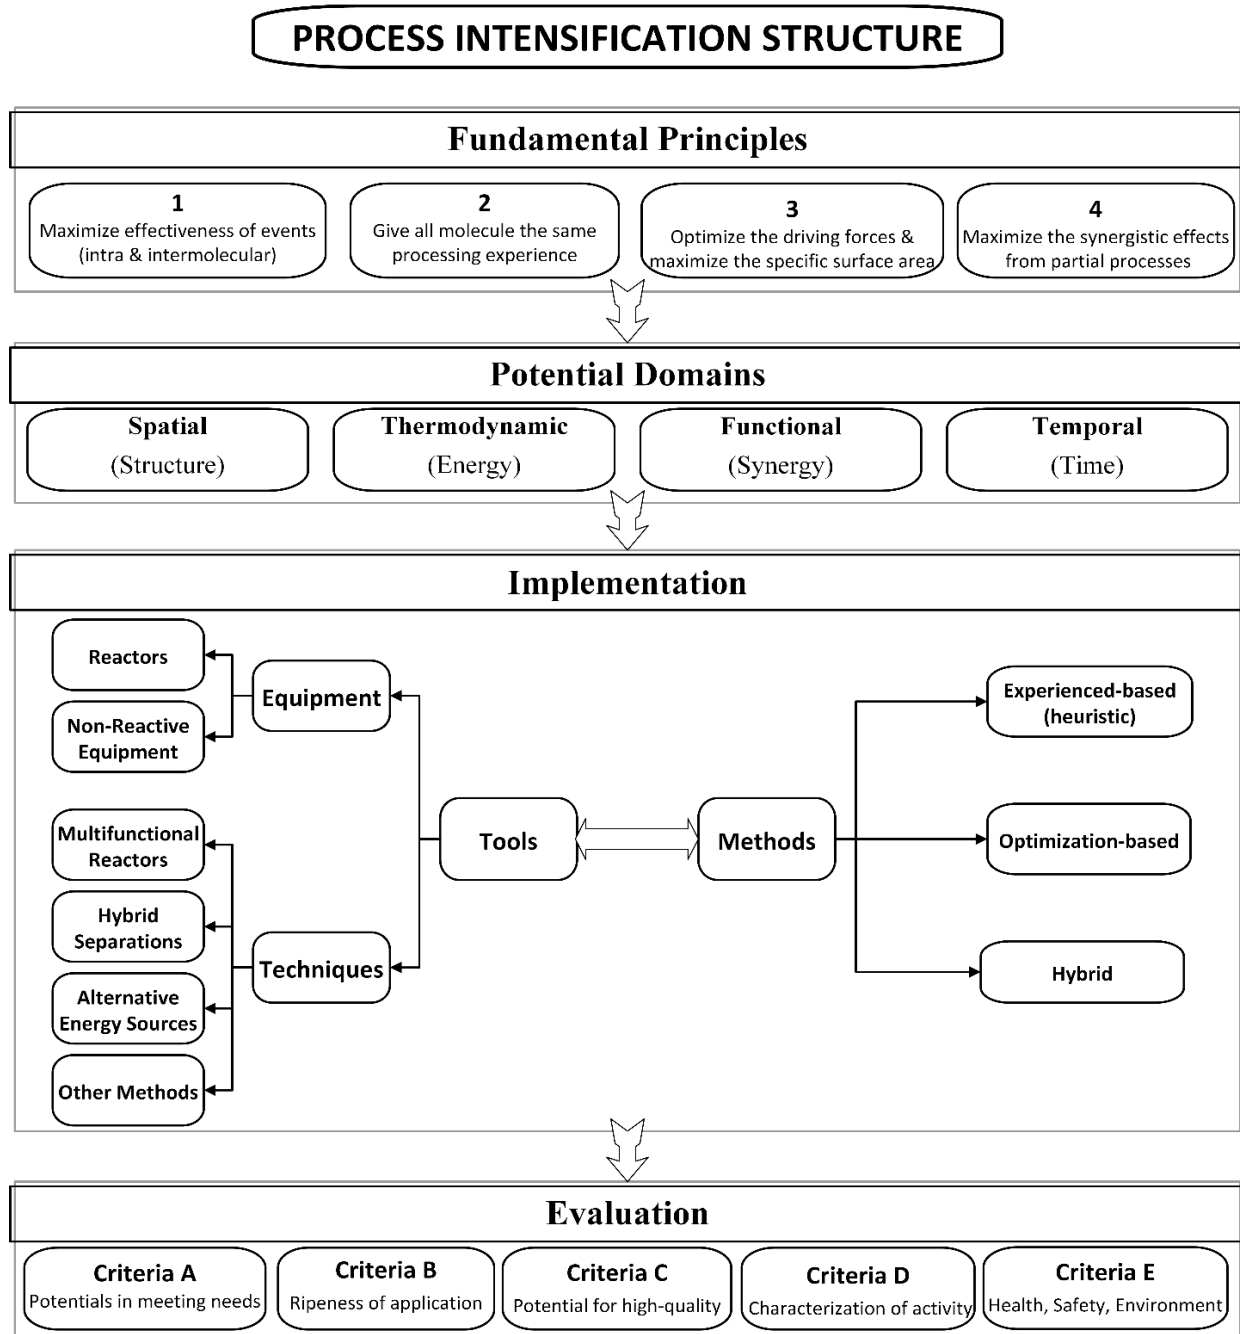 PROCESS INTENSIFICATION STRUCTURE
Fundamental Principles
1
Maximize effectiveness of events
(intra & intermolecular)
2
Give all molecule the same
processing experience
3
Optimize the driving forces &
maximize the specific surface area
4
Maximize the synergistic effects
from partial processes
Potential Domains
Spatial
(Structure)
Thermodynamic
(Energy)
Functional
(Synergy)
Temporal
(Time)
Implementation
Reactors
Non-Reactive
Equipment
Equipment
Multifunctional
Reactors
Hybrid
Separations
Alternative
Energy Sources
Other Methods
Techniques
Tools
Methods
Experienced-based
(heuristic)
Optimization-based
Hybrid
Evaluation
Criteria A
Potentials in meeting needs
Criteria B
Ripeness of application
Criteria C
Potential for high-quality
Criteria D
Characterization of activity
Criteria E
Health, Safety, Environment